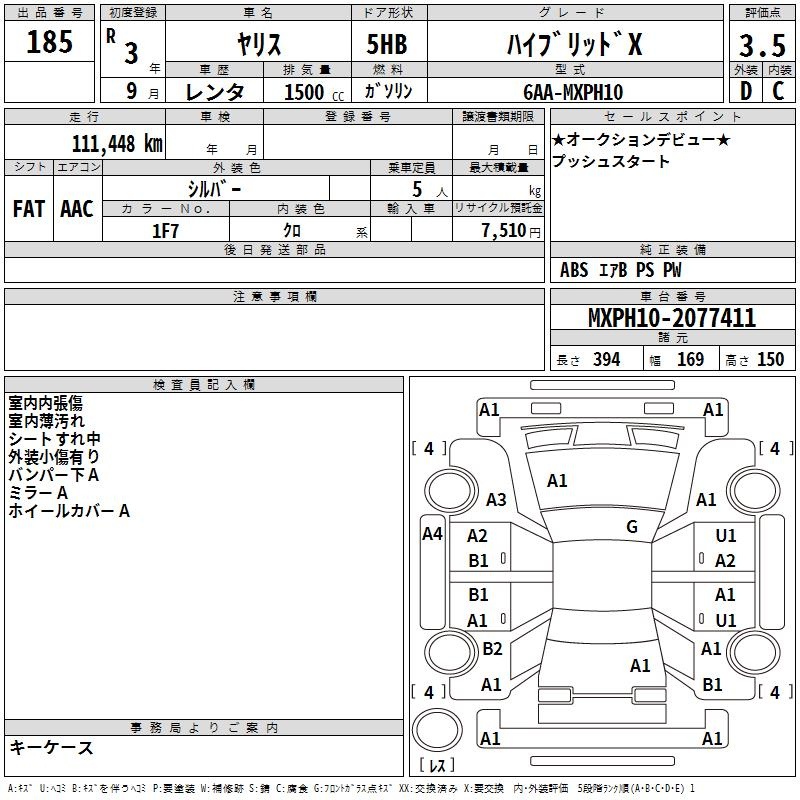 出品番号 初度登録 車名 ドア形状 グレード 評価点
185 R 3 年 ヤリス 5HB ハイブリッドX 3.5
車歴 排気量 燃料 型式 外装 内装
9 月 レンタ 1500 CC ガソリン 6AA-MXPH10 D C
走行 車検 登録番号 譲渡書類期限 セールスポイント
111,448 km 年 月 月 日 ★オークションデビュー★
プッシュスタート
シフト エアコン 外装色 乗車定員 最大積載量
FAT AAC シルバー 5 人 kg
カラーNo. 内装色 輸入車 リサイクル預託金
1F7 クロ 系 7,510 円
後日発送部品 純正装備
ABS エアB PS PW
注意事項欄 車台番号
MXPH10-2077411
諸元
長さ 394 幅 169 高さ 150
検査員記入欄
室内内張傷
室内薄汚れ
シートすれ中
外装小傷有り
バンパー下A
ミラーA
ホイールカバーA
A1 A1
[ 4 ] [ 4 ]
A1
A3 A1
G
A4 A2 U1
B1 A2
B1 A1
A1 U1
B2 A1
A1
A1 B1
[ 4 ] [ 4 ]
A1 A1
[ レス ]
事務局よりご案内
キーケース
A:キズ U:ヘコミ B:キズを伴うヘコミ P:要塗装 W:補修跡 S:錆 C:腐食 G:フロントガラス点キズ XX:交換済み X:要交換 内・外装評価 5段階ランク順(A・B・C・D・E) 1